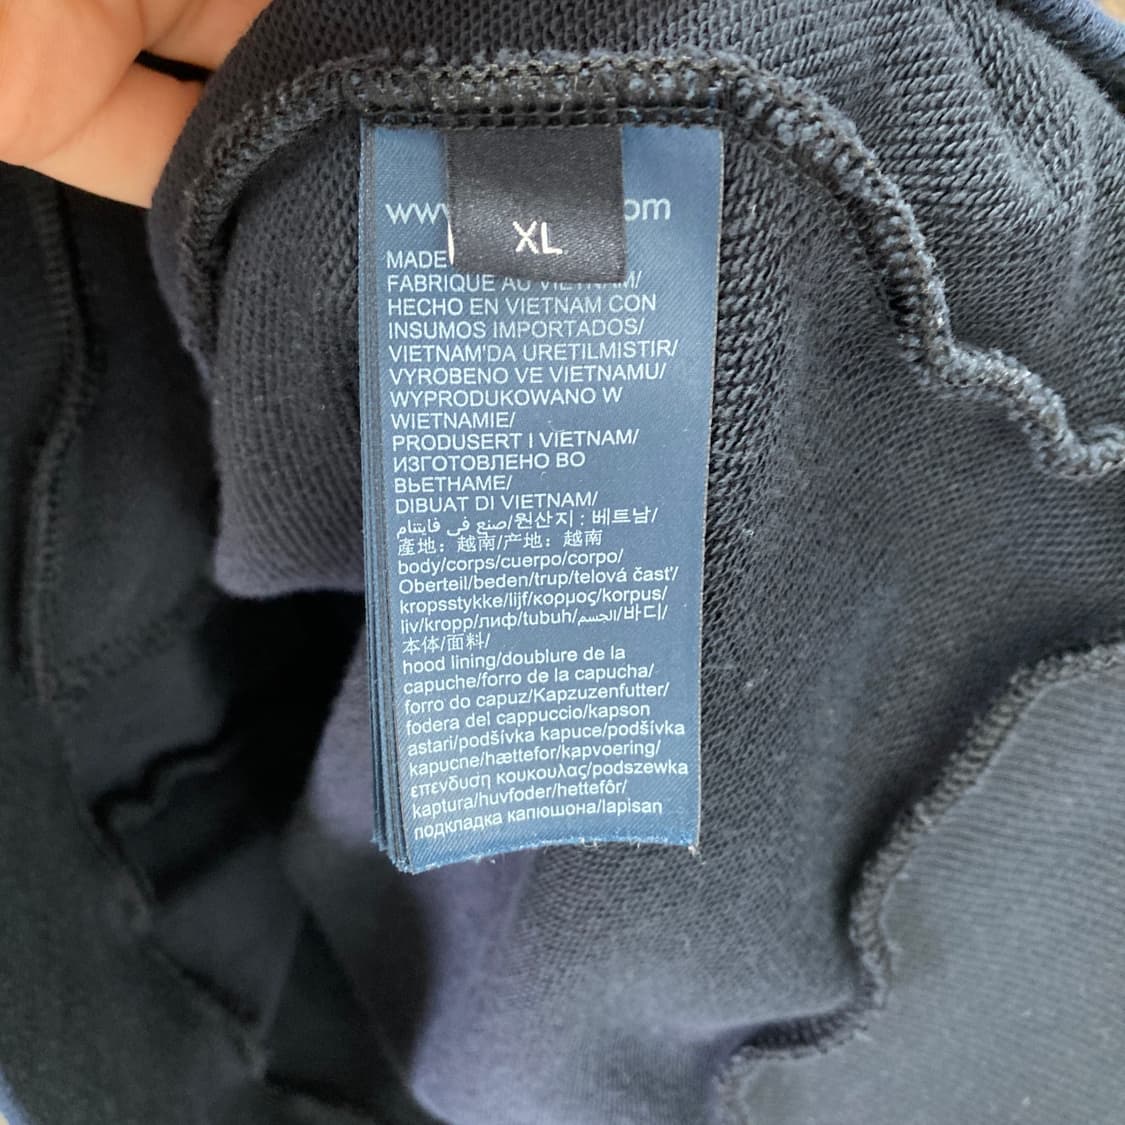 XL
MADE
FABRIQUE AU VIETNAM/
HECHO EN VIETNAM CON
INSUMOS IMPORTADOS/
VIETNAM'DA URETILMISTIR/
VYROBENO VE VIETNAMU/
WYPRODUKOWANO W
WIETNAMIE/
PRODUSERT I VIETNAM/
ИЗГОТОВЛЕНО ВО
ВЬЕТНАМЕ/
DIBUAT DI VIETNAM/
صنع في فايتنام/원산지 : 베트남/
產地：越南/产地：越南
body/corps/cuerpo/corpo/
Oberteil/beden/trup/telová časť/
kropsstykke/lijf/κορμος/korpus/
liv/kropp/лиф/tubuh/الجسم/바디/
本体/面料/
hood lining/doublure de la
capuche/forro de la capucha/
forro do capuz/Kapzuzenfutter/
fodera del cappuccio/kapson
astari/podšívka kapuce/podšívka
kapucne/hættefor/kapvoering/
επενδυση κουκουλας/podszewka
kaptura/huvfoder/hettefôr/
подкладка капюшона/lapisan